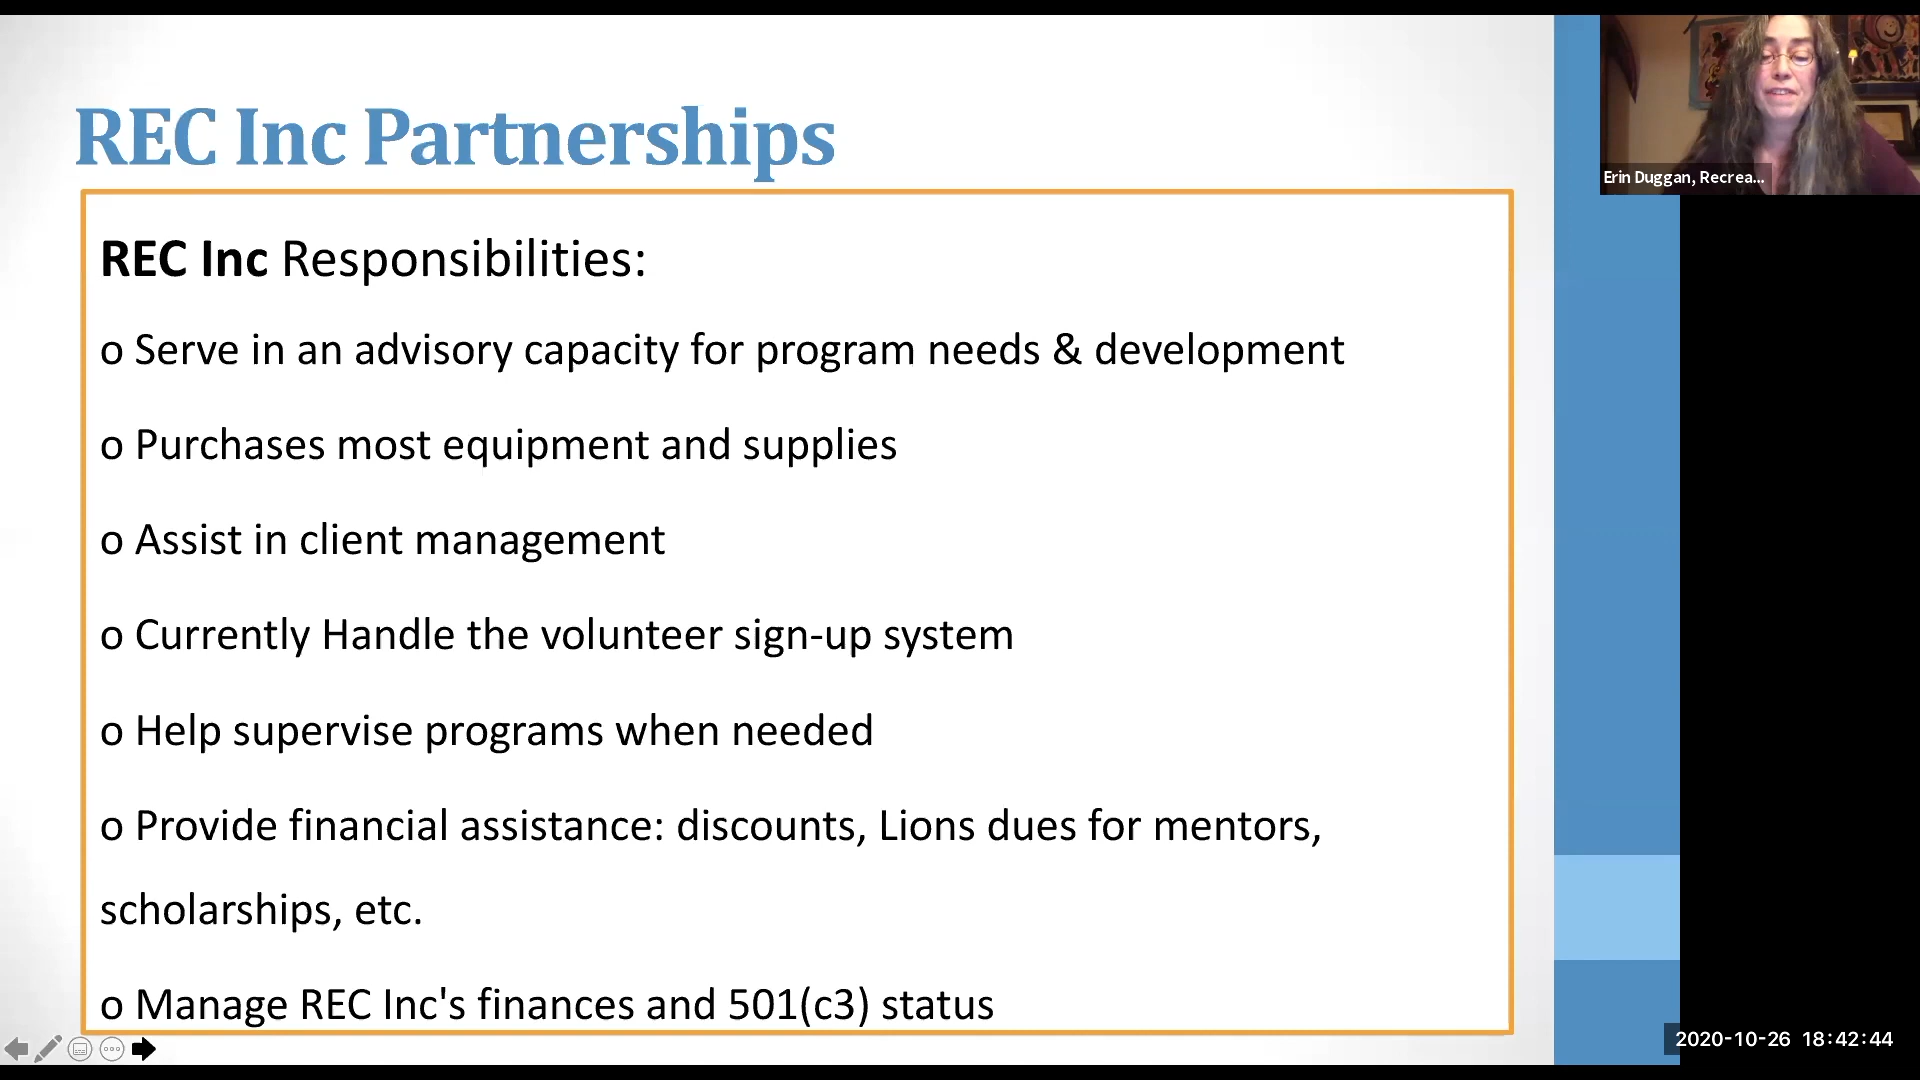 REC Inc Partnerships
Erin Duggan, Recrea...
REC Inc Responsibilities:
o Serve in an advisory capacity for program needs & development
o Purchases most equipment and supplies
o Assist in client management
o Currently Handle the volunteer sign-up system
o Help supervise programs when needed
o Provide financial assistance: discounts, Lions dues for mentors,
scholarships, etc.
o Manage REC Inc's finances and 501(c3) status
2020-10-26 18:42:44